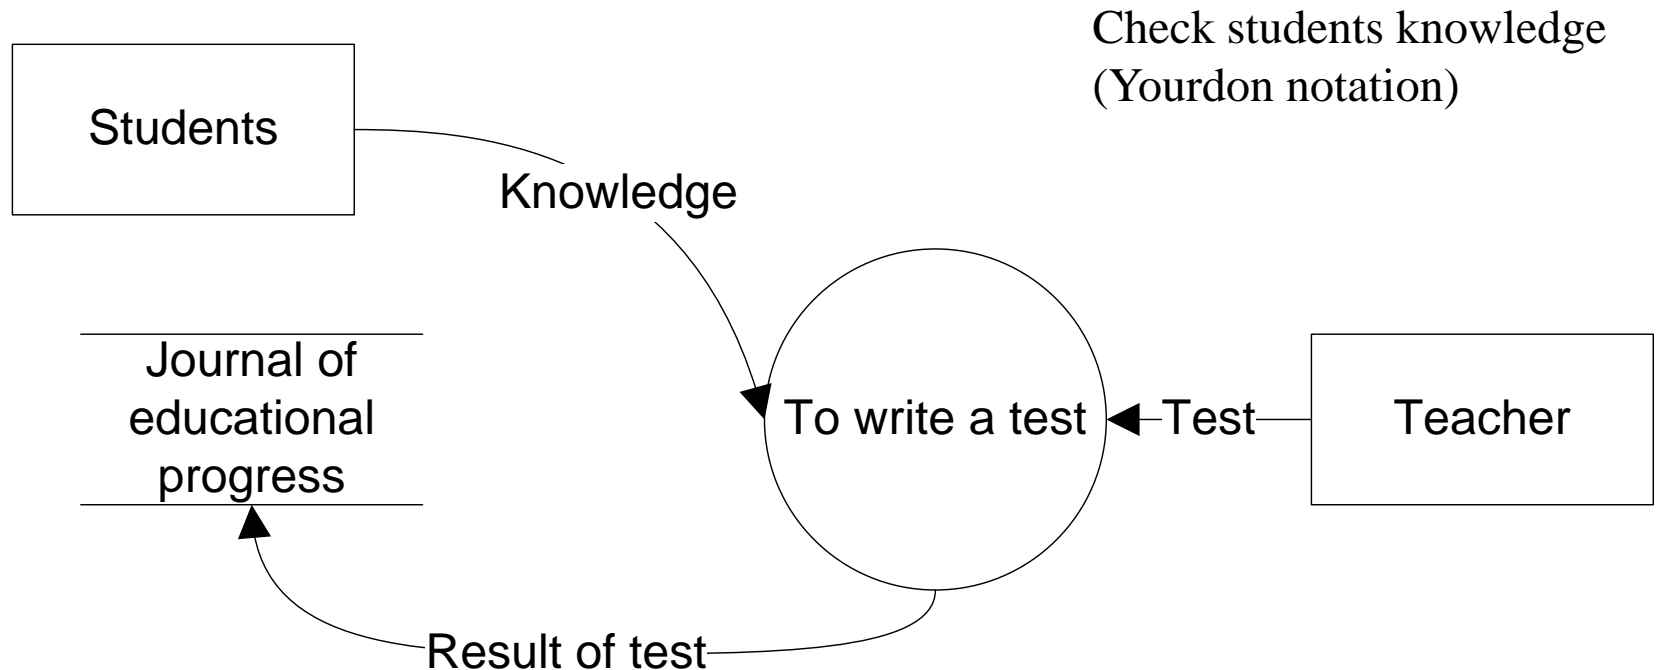 Check students knowledge
(Yourdon notation)
Students
Knowledge
Journal of
educational
progress
To write a test
Test
Teacher
Result of test